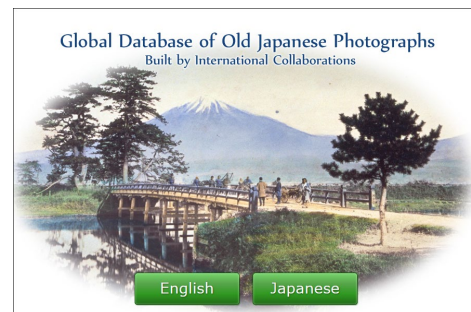 Global Database of Old Japanese Photographs
Built by International Collaborations
English
Japanese